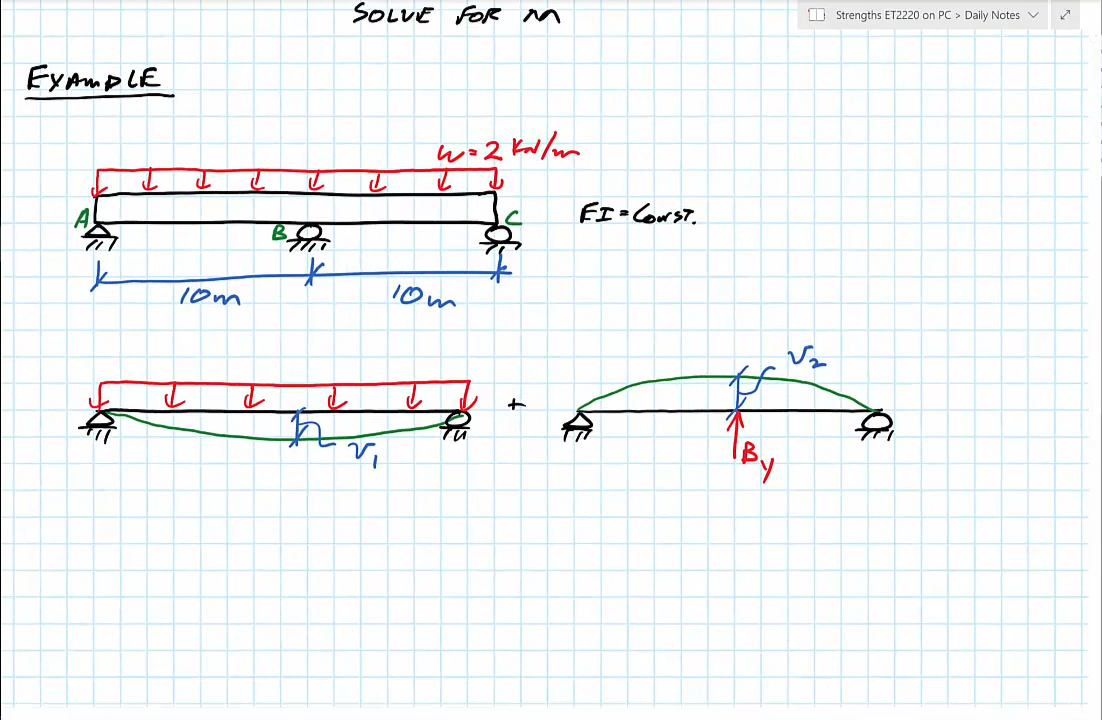 SOLVE FOR M
Strengths ET2220 on PC > Daily Notes
EXAMPLE
w = 2 kN/m
A
B
C
EI = CONST.
10m
10m
v2
+
v1
By